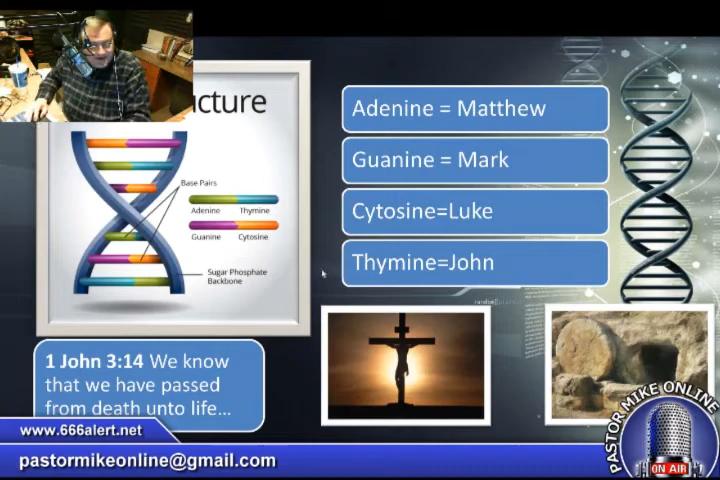 ucture
Base Pairs
Adenine Thymine
Guanine Cytosine
Sugar Phosphate
Backbone
Adenine = Matthew
Guanine = Mark
Cytosine=Luke
Thymine=John
1 John 3:14 We know
that we have passed
from death unto life...
www.666alert.net
pastormikeonline@gmail.com
PASTOR MIKE ONLINE
ON AIR